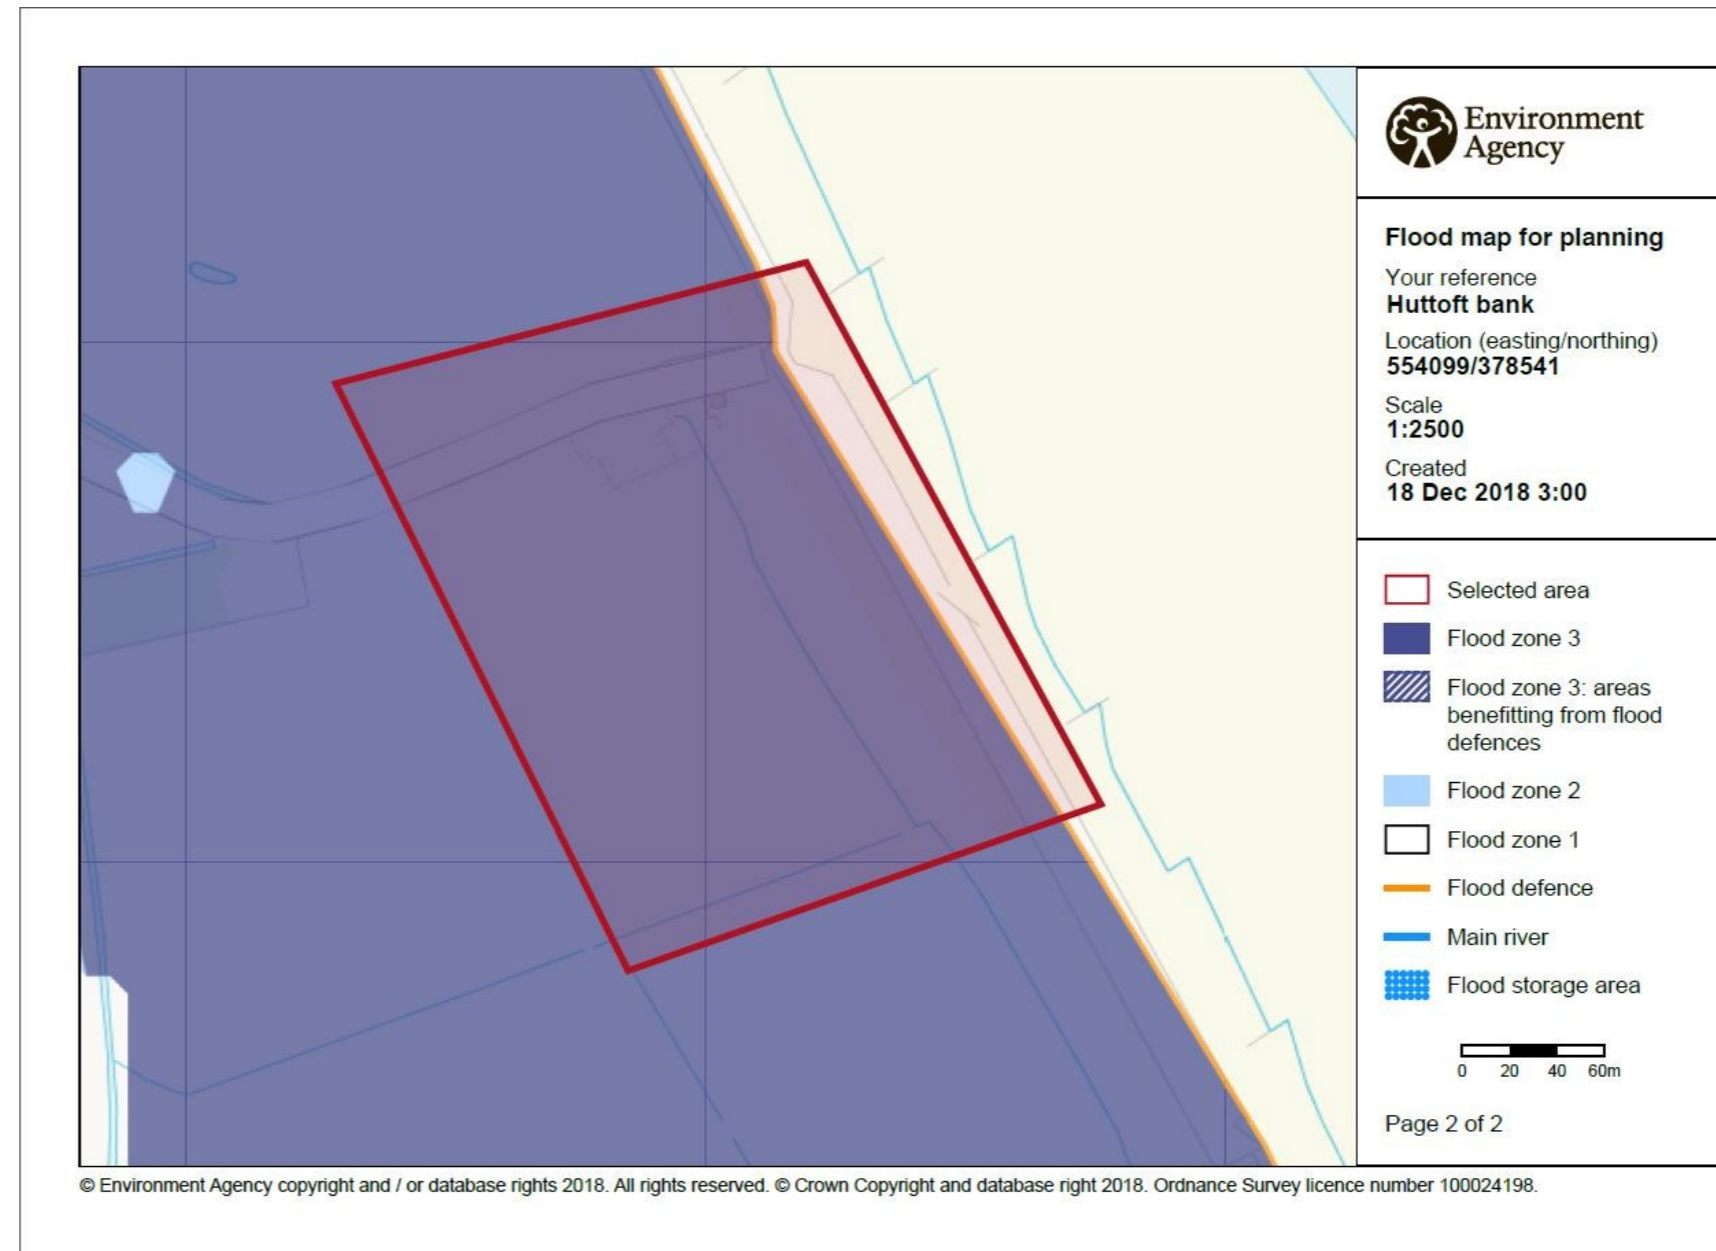 Environment
Agency
Flood map for planning
Your reference
Huttoft bank
Location (easting/northing)
554099/378541
Scale
1:2500
Created
18 Dec 2018 3:00
Selected area
Flood zone 3
Flood zone 3: areas
benefitting from flood
defences
Flood zone 2
Flood zone 1
Flood defence
Main river
Flood storage area
0 20 40 60m
Page 2 of 2
© Environment Agency copyright and / or database rights 2018. All rights reserved. © Crown Copyright and database right 2018. Ordnance Survey licence number 100024198.